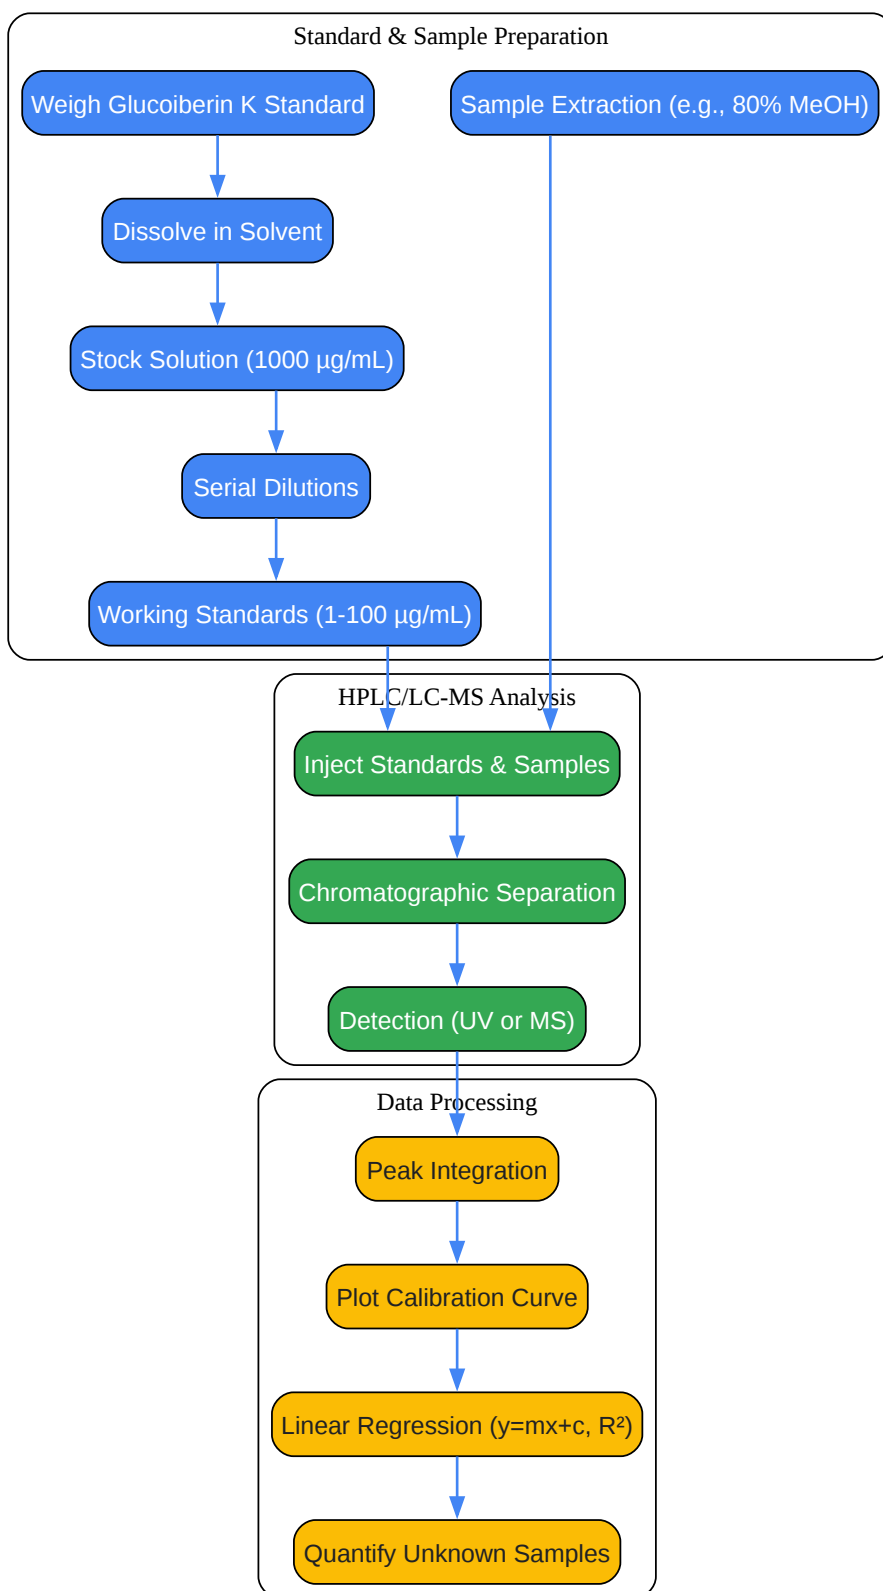 Standard & Sample Preparation
Weigh Glucoiberin K Standard
Sample Extraction (e.g., 80% MeOH)
Dissolve in Solvent
Stock Solution (1000 µg/mL)
Serial Dilutions
Working Standards (1-100 µg/mL)
HPLC/LC-MS Analysis
Inject Standards & Samples
Chromatographic Separation
Detection (UV or MS)
Data Processing
Peak Integration
Plot Calibration Curve
Linear Regression (y=mx+c, R²)
Quantify Unknown Samples